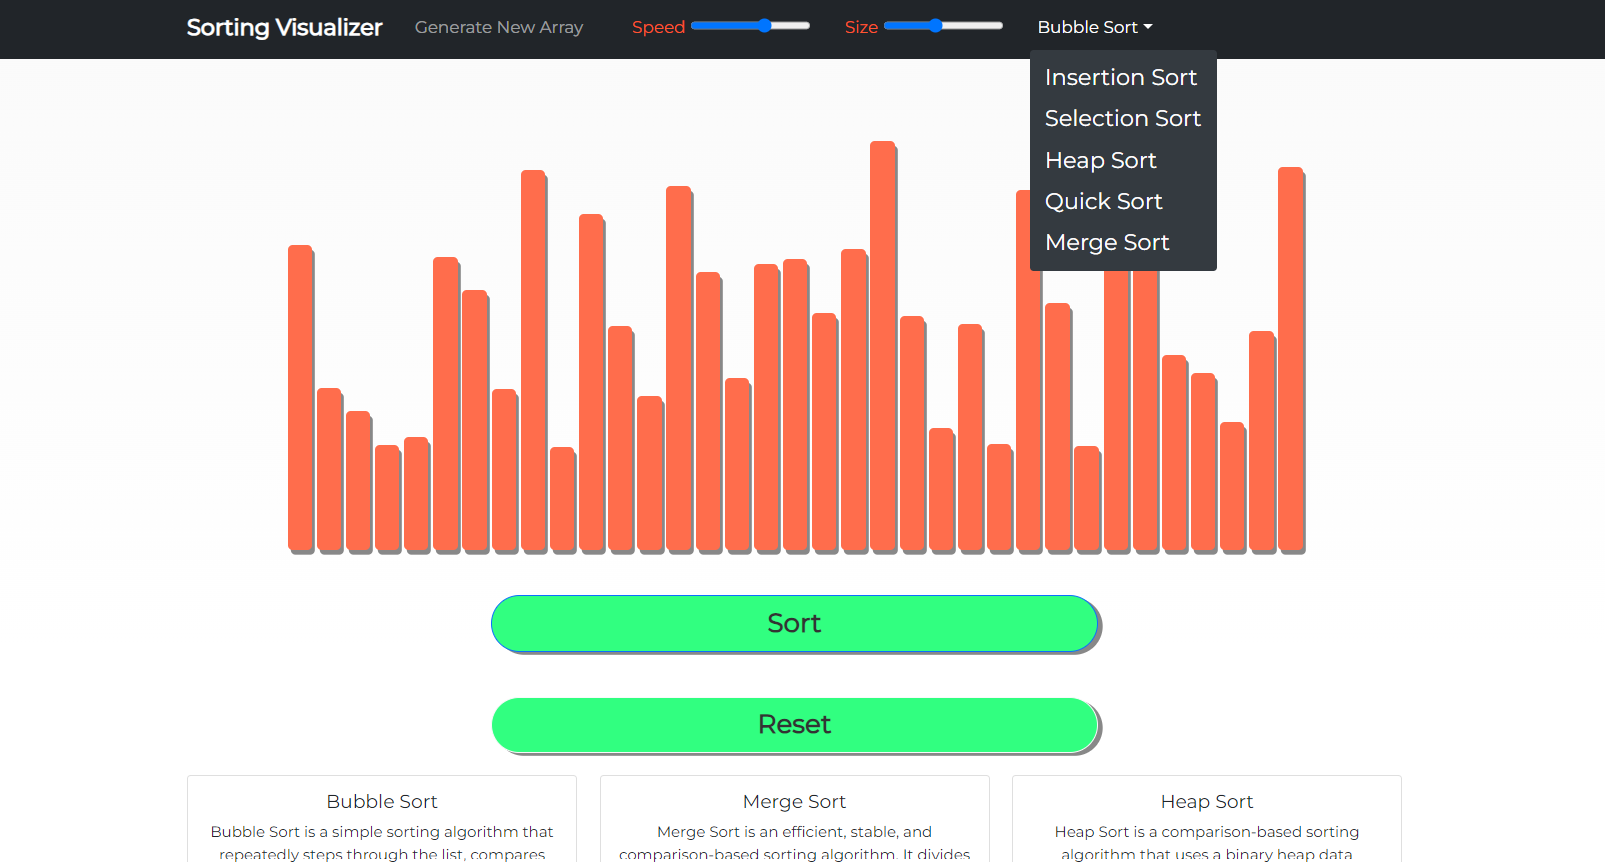 Sorting Visualizer
Generate New Array
Speed
Size
Bubble Sort
Insertion Sort
Selection Sort
Heap Sort
Quick Sort
Merge Sort
Sort
Reset
Bubble Sort
Bubble Sort is a simple sorting algorithm that
repeatedly steps through the list, compares
Merge Sort
Merge Sort is an efficient, stable, and
comparison-based sorting algorithm. It divides
Heap Sort
Heap Sort is a comparison-based sorting
algorithm that uses a binary heap data